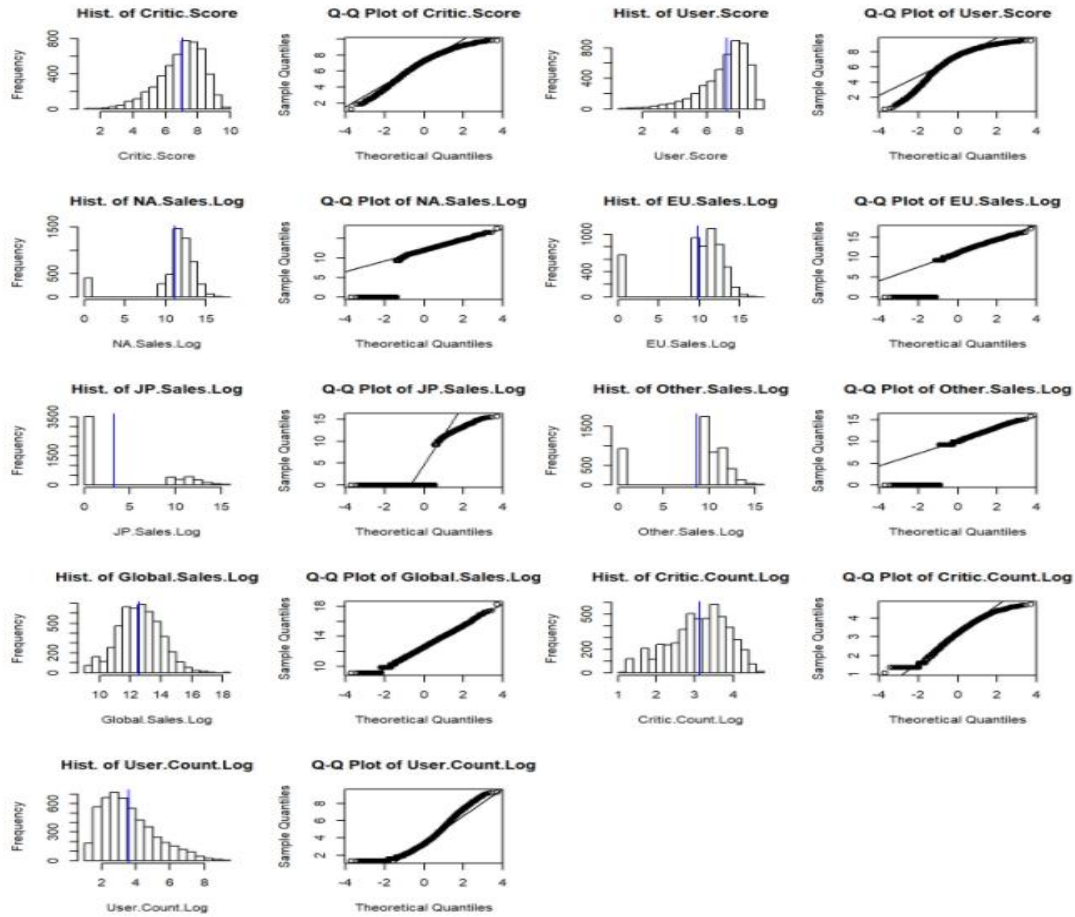 Hist. of Critic.Score
Frequency
0 400 800
2 4 6 8 10
Critic.Score
Q-Q Plot of Critic.Score
Sample Quantiles
2 4 6 8 10
-4 -2 0 2 4
Theoretical Quantiles
Hist. of User.Score
Frequency
0 400 800
2 4 6 8
User.Score
Q-Q Plot of User.Score
Sample Quantiles
2 4 6 8
-4 -2 0 2 4
Theoretical Quantiles
Hist. of NA.Sales.Log
Frequency
0 500 1500
0 5 10 15
NA.Sales.Log
Q-Q Plot of NA.Sales.Log
Sample Quantiles
0 5 10 15
-4 -2 0 2 4
Theoretical Quantiles
Hist. of EU.Sales.Log
Frequency
0 400 1000
0 5 10 15
EU.Sales.Log
Q-Q Plot of EU.Sales.Log
Sample Quantiles
0 5 10 15
-4 -2 0 2 4
Theoretical Quantiles
Hist. of JP.Sales.Log
Frequency
0 1500 3500
0 5 10 15
JP.Sales.Log
Q-Q Plot of JP.Sales.Log
Sample Quantiles
0 5 10 15
-4 -2 0 2 4
Theoretical Quantiles
Hist. of Other.Sales.Log
Frequency
0 500 1500
0 5 10 15
Other.Sales.Log
Q-Q Plot of Other.Sales.Log
Sample Quantiles
0 5 10 15
-4 -2 0 2 4
Theoretical Quantiles
Hist. of Global.Sales.Log
Frequency
0 200 600
10 12 14 16 18
Global.Sales.Log
Q-Q Plot of Global.Sales.Log
Sample Quantiles
10 14 18
-4 -2 0 2 4
Theoretical Quantiles
Hist. of Critic.Count.Log
Frequency
0 200 500
1 2 3 4
Critic.Count.Log
Q-Q Plot of Critic.Count.Log
Sample Quantiles
1 2 3 4
-4 -2 0 2 4
Theoretical Quantiles
Hist. of User.Count.Log
Frequency
0 300 600
2 4 6 8
User.Count.Log
Q-Q Plot of User.Count.Log
Sample Quantiles
2 4 6 8
-4 -2 0 2 4
Theoretical Quantiles